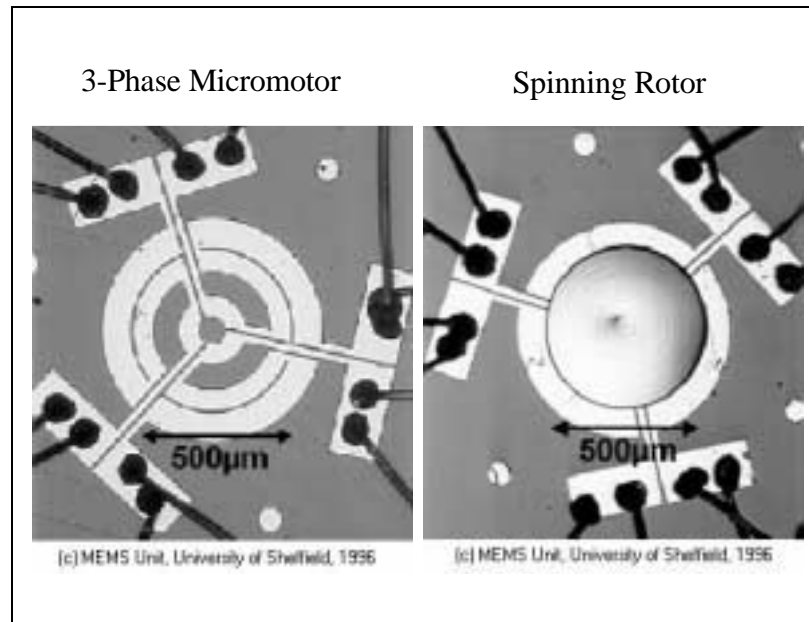 3-Phase Micromotor
Spinning Rotor
500µm
500µm
(c) MEMS Unit, University of Sheffield, 1996
(c) MEMS Unit, University of Sheffield, 1996